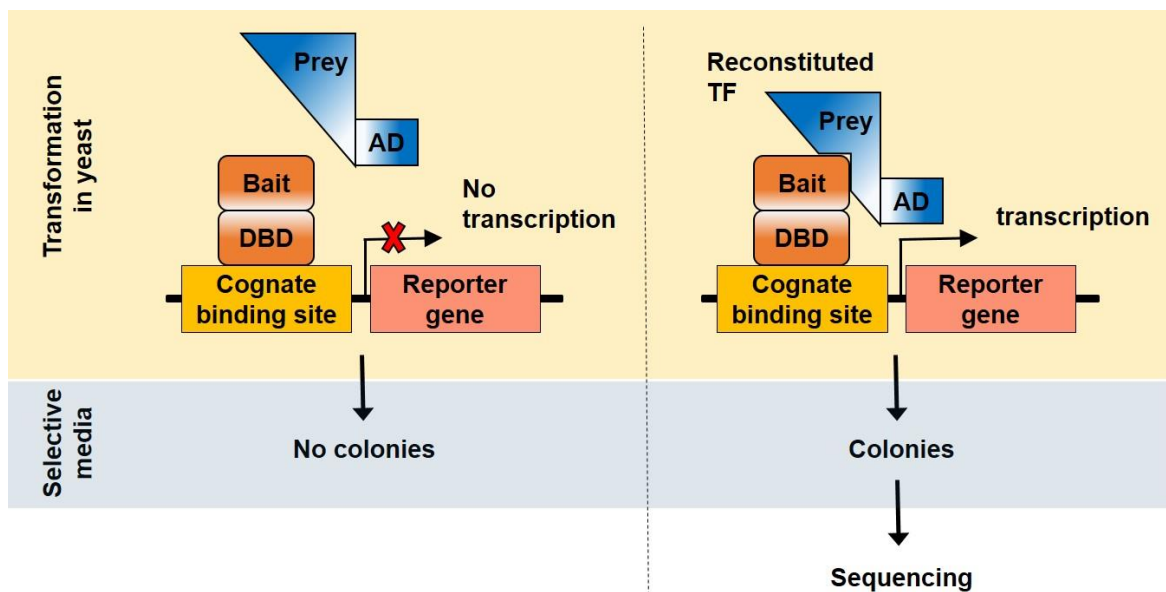 Transformation
in yeast
Prey
AD
Bait
DBD
No
transcription
Cognate
binding site
Reporter
gene
Reconstituted
TF
Prey
Bait
AD
DBD
transcription
Cognate
binding site
Reporter
gene
Selective
media
No colonies
Colonies
Sequencing